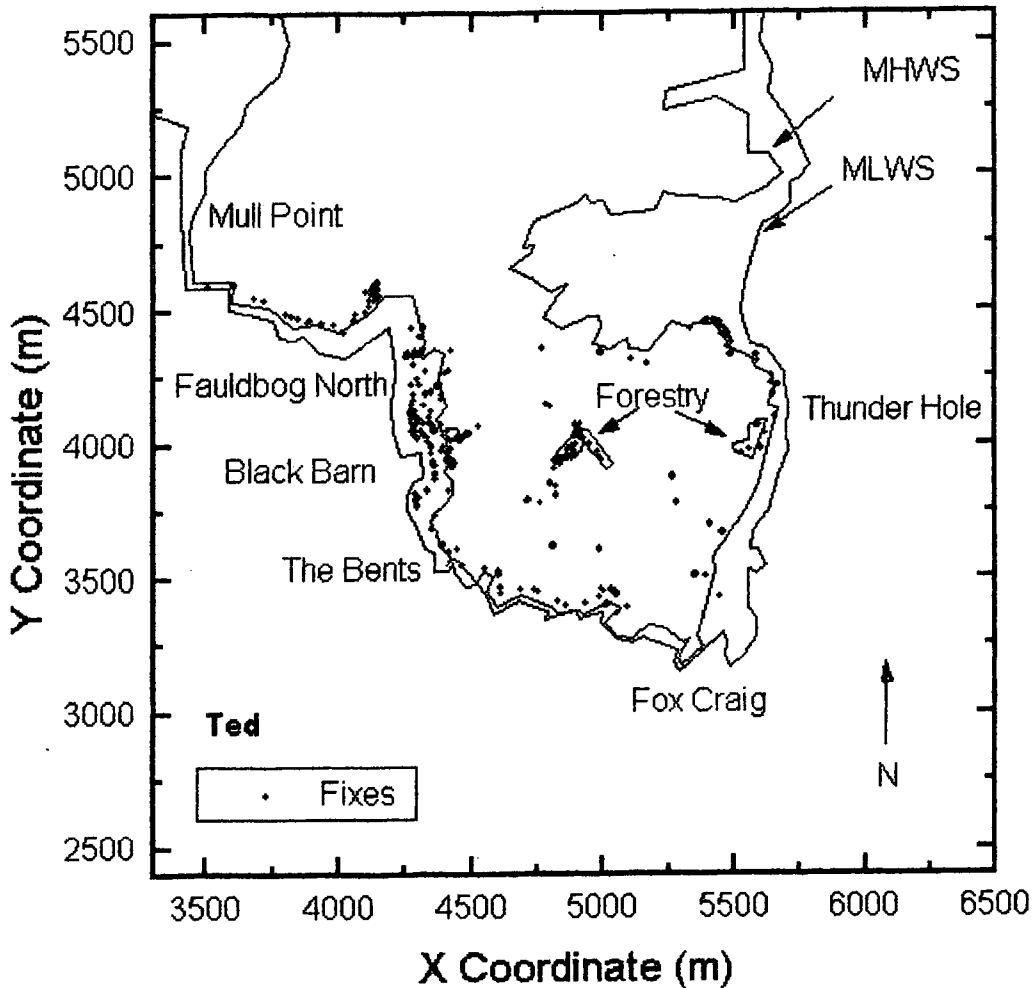 5500
5000
4500
4000
3500
3000
2500
Y Coordinate (m)
MHWS
MLWS
Mull Point
Fauldbog North
Forestry
Thunder Hole
Black Barn
The Bents
Fox Craig
Ted
Fixes
N
3500 4000 4500 5000 5500 6000 6500
X Coordinate (m)